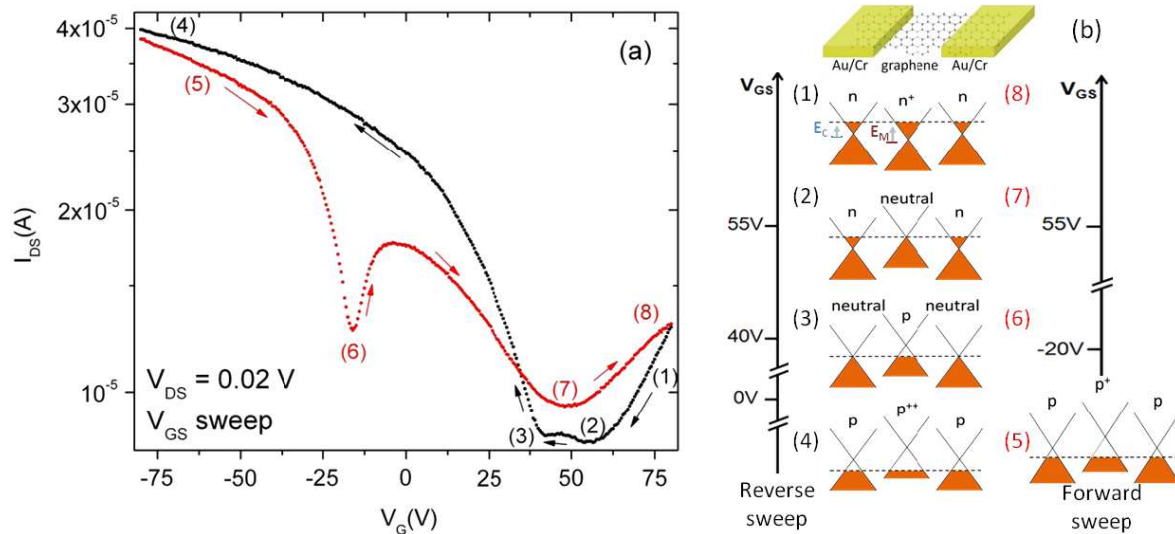 4x10⁻⁵
3x10⁻⁵
2x10⁻⁵
10⁻⁵
I_DS(A)
(4)
(a)
(5)
(6)
(8)
(7)
(1)
(3)
(2)
V_DS = 0.02 V
V_GS sweep
-75 -50 -25 0 25 50 75
V_G(V)
(b)
Au/Cr graphene Au/Cr
V_GS
(1) n n⁺ n (8)
E_C E_M
V_GS
(2) neutral (7)
n n
55V
55V
neutral neutral
(3) p (6)
40V
-20V
0V
(4) p p⁺⁺ p (5) p p⁺ p
Reverse
sweep
Forward
sweep